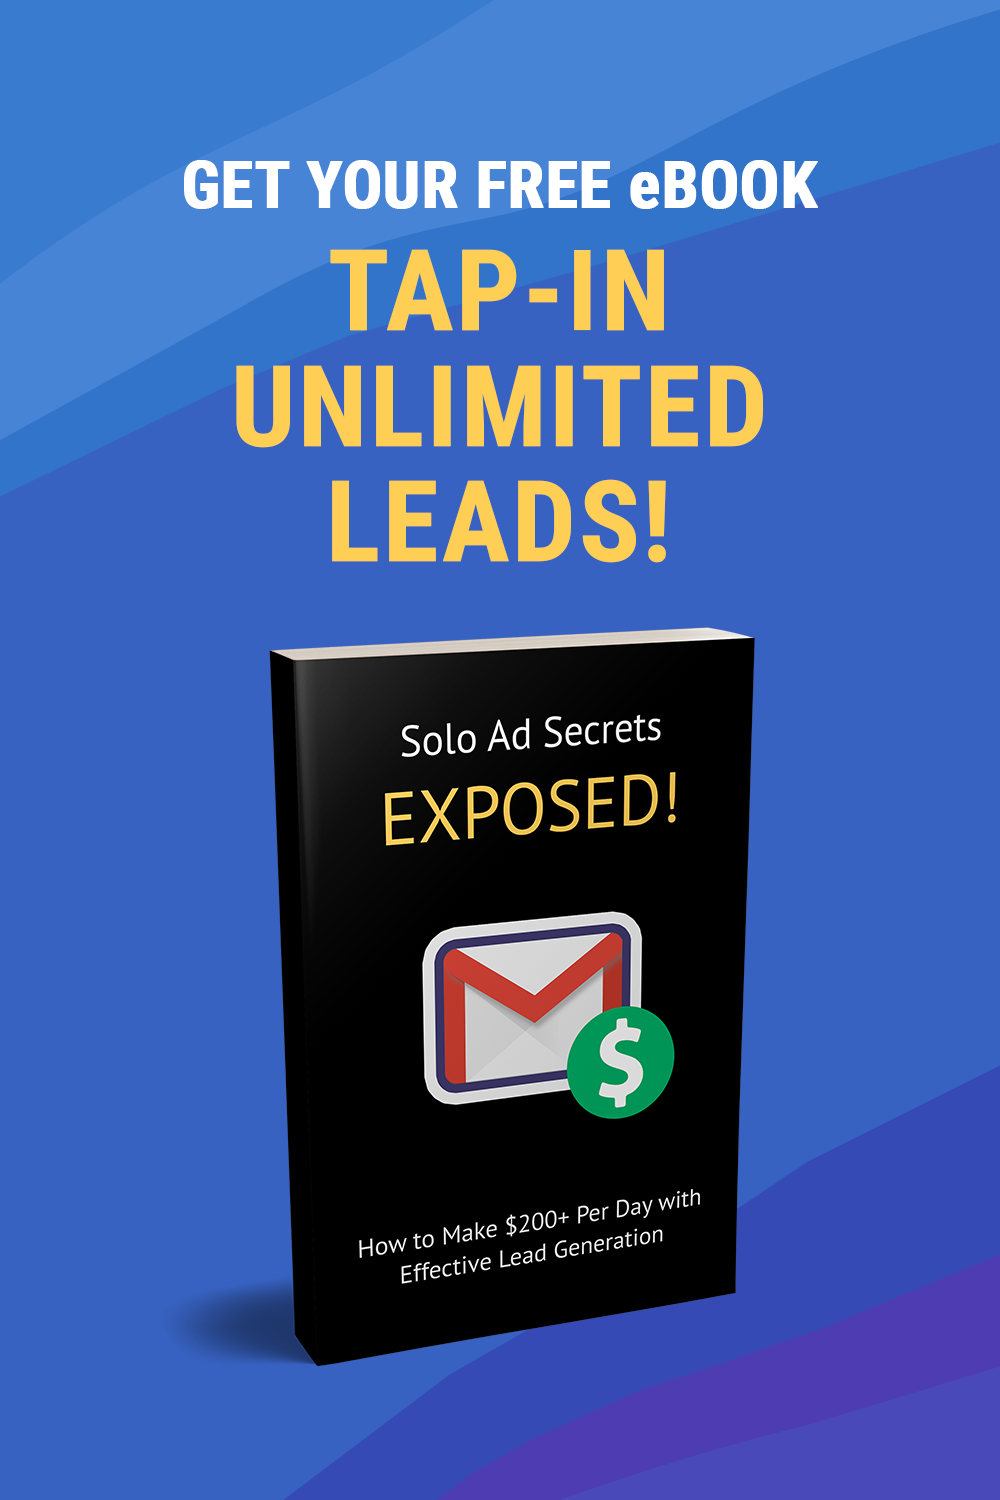 GET YOUR FREE eBOOK
TAP-IN
UNLIMITED
LEADS!
Solo Ad Secrets
EXPOSED!
$
How to Make $200+ Per Day with
Effective Lead Generation